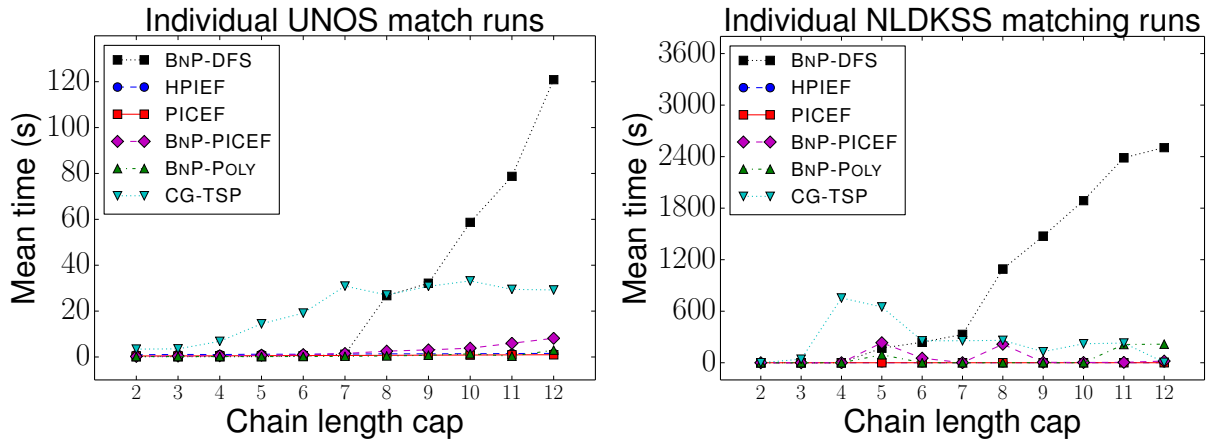 Individual UNOS match runs
Mean time (s)
120
100
80
60
40
20
0
BNP-DFS
HPIEF
PICEF
BNP-PICEF
BNP-POLY
CG-TSP
2 3 4 5 6 7 8 9 10 11 12
Chain length cap
Individual NLDKSS matching runs
Mean time (s)
3600
3000
2400
1800
1200
600
0
BNP-DFS
HPIEF
PICEF
BNP-PICEF
BNP-POLY
CG-TSP
2 3 4 5 6 7 8 9 10 11 12
Chain length cap